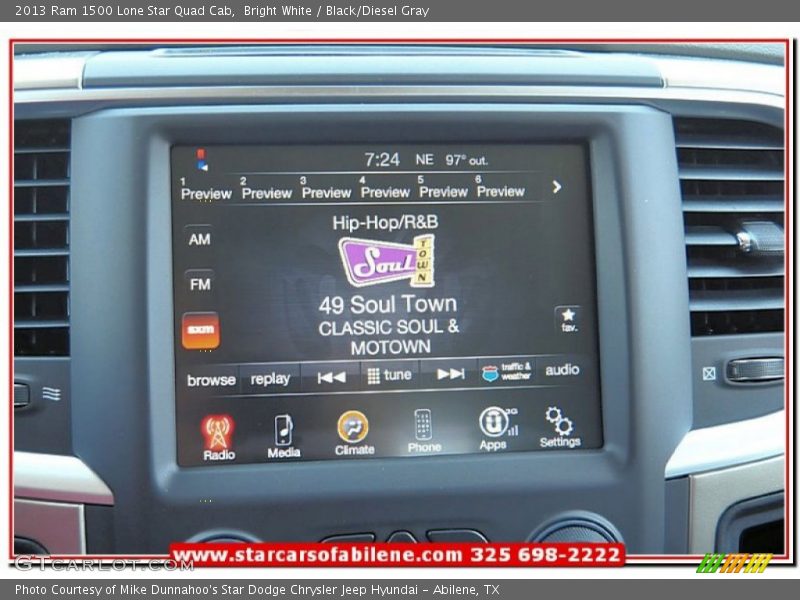 2013 Ram 1500 Lone Star Quad Cab,  Bright White / Black/Diesel Gray
7:24 NE 97° out.
1 Preview 2 Preview 3 Preview 4 Preview 5 Preview 6 Preview
Hip-Hop/R&B
AM
Soul TOWN
FM
49 Soul Town
CLASSIC SOUL &
MOTOWN
sxm
fav.
browse replay tune traffic & weather audio
Radio Media Climate Phone 3G Apps Settings
www.starcarsofabilene.com 325 698-2222
GTCARLOT.COM
Photo Courtesy of Mike Dunnahoo's Star Dodge Chrysler Jeep Hyundai - Abilene, TX